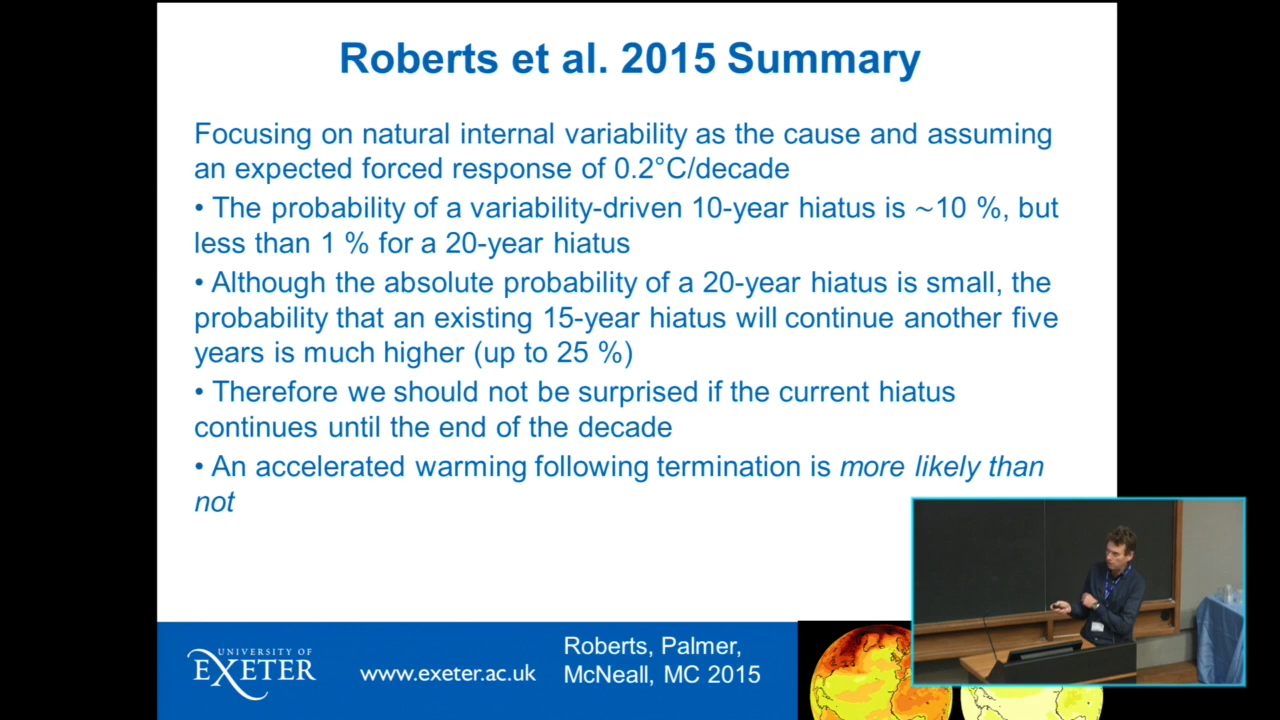 Roberts et al. 2015 Summary
Focusing on natural internal variability as the cause and assuming
an expected forced response of 0.2°C/decade
• The probability of a variability-driven 10-year hiatus is ~10 %, but
less than 1 % for a 20-year hiatus
• Although the absolute probability of a 20-year hiatus is small, the
probability that an existing 15-year hiatus will continue another five
years is much higher (up to 25 %)
• Therefore we should not be surprised if the current hiatus
continues until the end of the decade
• An accelerated warming following termination is more likely than
not
UNIVERSITY OF
EXETER
www.exeter.ac.uk
Roberts, Palmer,
McNeall, MC 2015